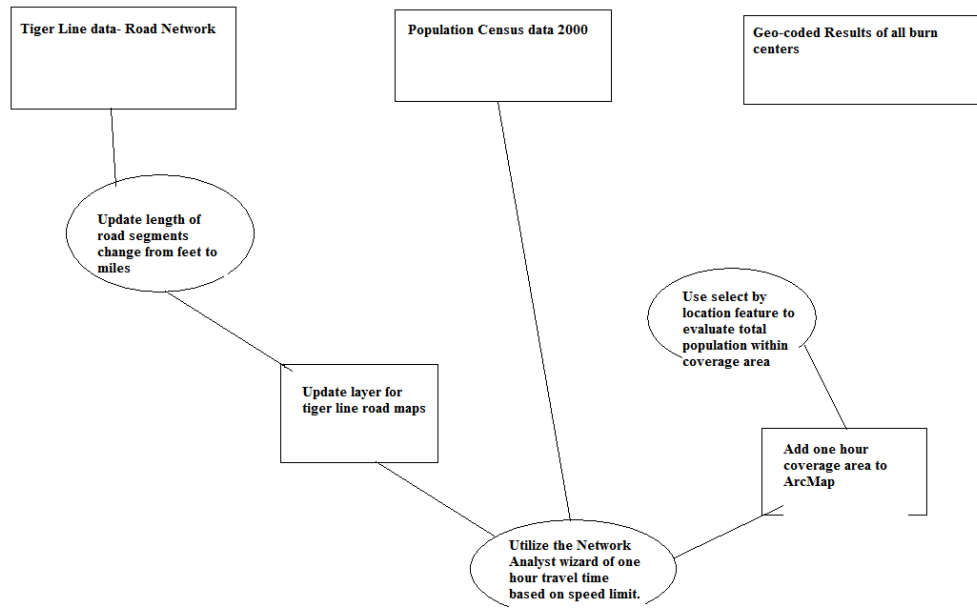 Tiger Line data- Road Network
Population Census data 2000
Geo-coded Results of all burn
centers
Update length of
road segments
change from feet to
miles
Use select by
location feature to
evaluate total
population within
coverage area
Update layer for
tiger line road maps
Add one hour
coverage area to
ArcMap
Utilize the Network
Analyst wizard of one
hour travel time
based on speed limit.